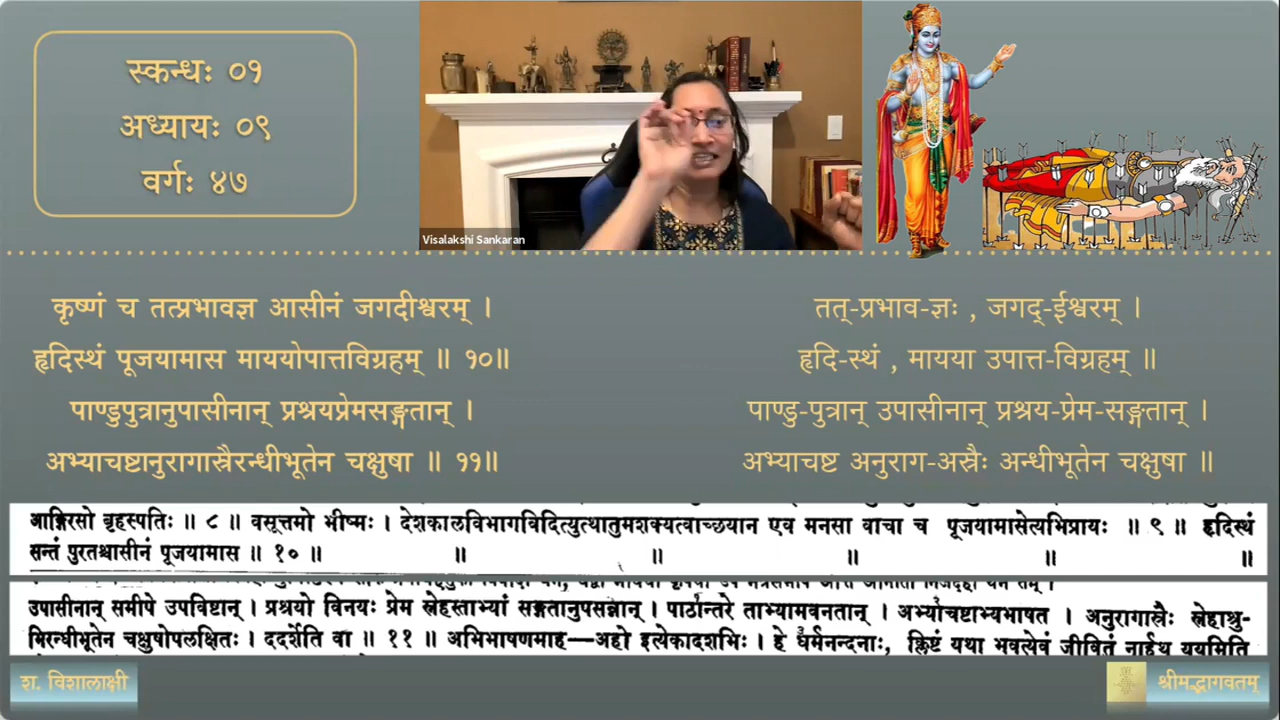 स्कन्धः ०१
अध्यायः ०९
वर्गः ४७
Visalakshi Sankaran
कृष्णं च तत्प्रभावज्ञ आसीनं जगदीश्वरम् ।
हृदिस्थं पूजयामास माययोपात्तविग्रहम् ॥ १०॥
पाण्डुपुत्रानुपासीनान् प्रश्रयप्रेमसङ्गतान् ।
अभ्याचष्टानुरागास्रैरन्धीभूतेन चक्षुषा ॥ ११॥
तत्-प्रभाव-ज्ञः , जगद्-ईश्वरम् ।
हृदि-स्थं , मायया उपात्त-विग्रहम् ॥
पाण्डु-पुत्रान् उपासीनान् प्रश्रय-प्रेम-सङ्गतान् ।
अभ्याचष्ट अनुराग-अस्रैः अन्धीभूतेन चक्षुषा ॥
आङ्गिरसो बृहस्पतिः ॥ ८ ॥ वसूत्तमो भीष्मः । देशकालविभागविदित्युत्थातुमशक्यत्वाच्छयान एव मनसा वाचा च पूजयामासेत्यभिप्रायः ॥ ९ ॥ हृदिस्थं
सन्तं पुरतश्चासीनं पूजयामास ॥ १० ॥ ॥ ॥ ॥ ॥ ॥
उपासीनान् समीपे उपविष्टान् । प्रश्रयो विनयः प्रेम स्नेहस्ताभ्यां सङ्गतानुपसन्नान् । पाठान्तरे ताभ्यामवनतान् । अभ्याचष्टाभ्यभाषत । अनुरागास्रैः स्नेहाश्रु-
भिरन्धीभूतेन चक्षुषोपलक्षितः । ददर्शेति वा ॥ ११ ॥ अभिभाषणमाह—अहो इत्येकादशभिः । हे धर्मनन्दनाः, क्लिष्टं यथा भवत्येवं जीवितुं नार्हथ यूयमिति
श. विशालाक्षी
श्रीमद्भागवतम्